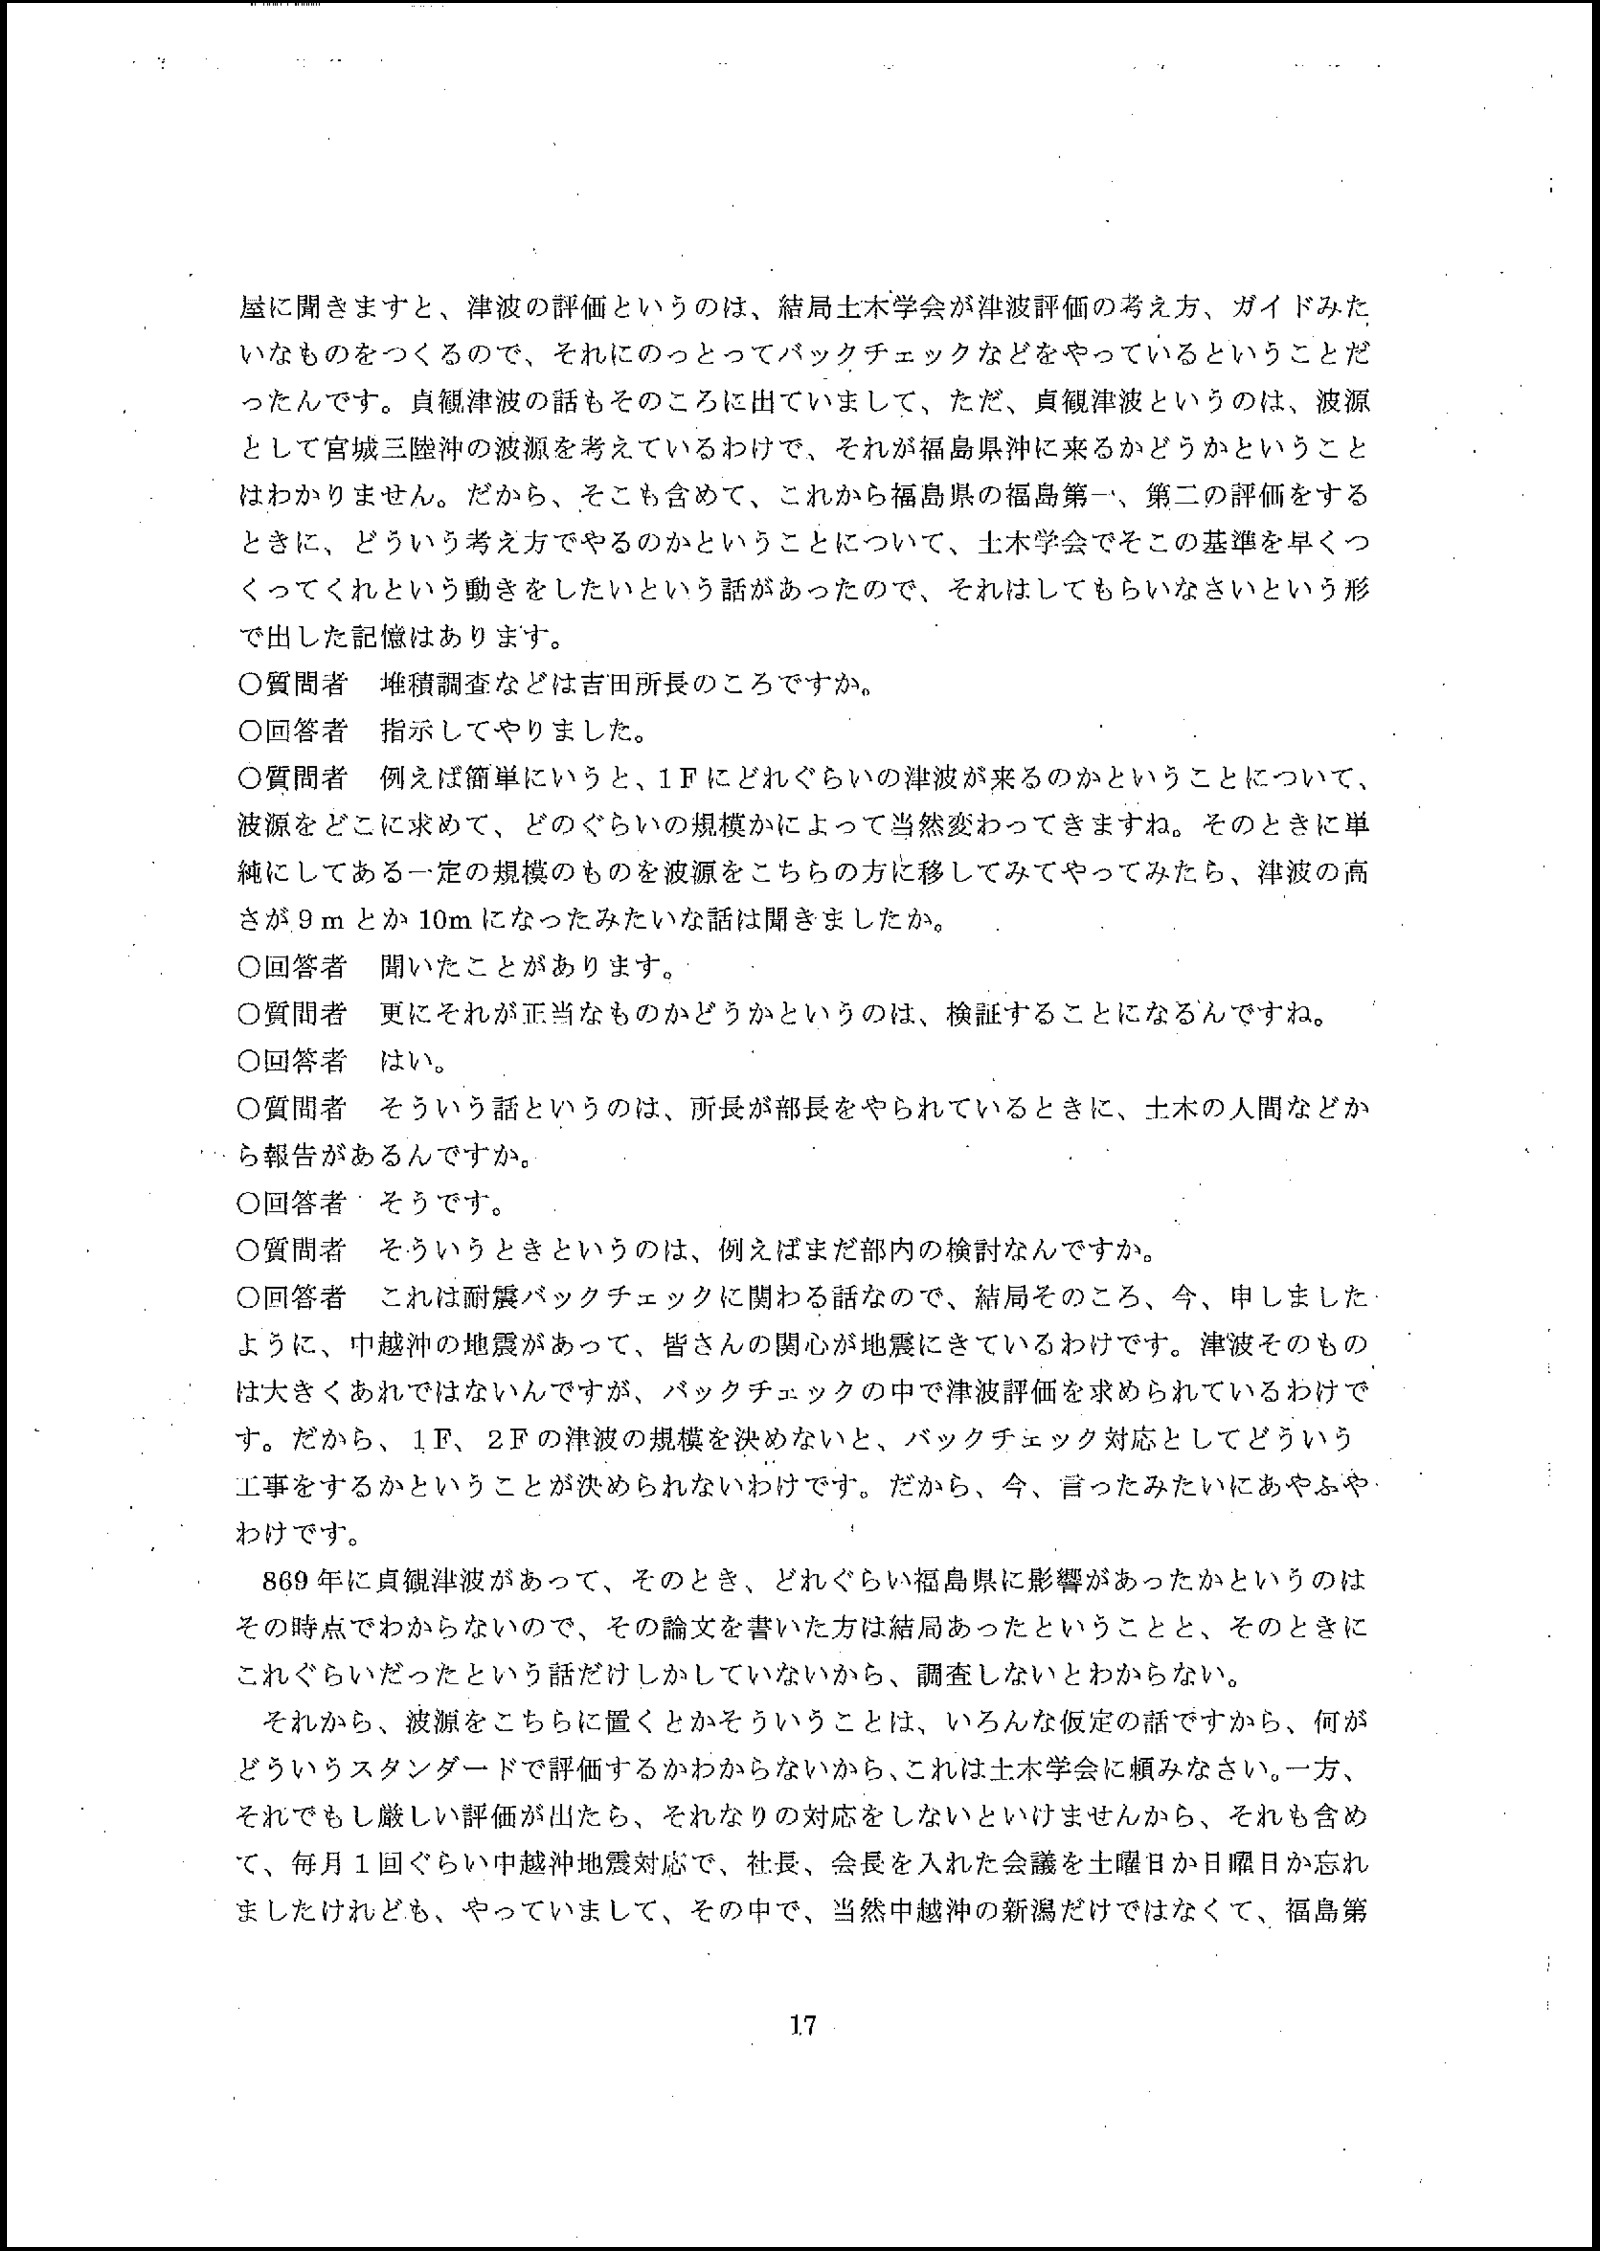 屋に聞きますと、津波の評価というのは、結局土木学会が津波評価の考え方、ガイドみた
いなものをつくるので、それにのっとってバックチェックなどをやっているということだ
ったんです。貞観津波の話もそのころに出ていまして、ただ、貞観津波というのは、波源
として宮城三陸沖の波源を考えているわけで、それが福島県沖に来るかどうかということ
はわかりません。だから、そこも含めて、これから福島県の福島第一、第二の評価をする
ときに、どういう考え方でやるのかということについて、土木学会でそこの基準を早くつ
くってくれという動きをしたいという話があったので、それはしてもらいなさいという形
で出した記憶はあります。
〇質問者　堆積調査などは吉田所長のころですか。
〇回答者　指示してやりました。
〇質問者　例えば簡単にいうと、１Ｆにどれぐらいの津波が来るのかということについて、
波源をどこに求めて、どのぐらいの規模かによって当然変わってきますね。そのときに単
純にしてある一定の規模のものを波源をこちらの方に移してみてやってみたら、津波の高
さが９ｍとか 10m になったみたいな話は聞きましたか。
〇回答者　聞いたことがあります。
〇質問者　更にそれが正当なものかどうかというのは、検証することになるんですね。
〇回答者　はい。
〇質問者　そういう話というのは、所長が部長をやられているときに、土木の人間などか
ら報告があるんですか。
〇回答者　そうです。
〇質問者　そういうときというのは、例えばまだ部内の検討なんですか。
〇回答者　これは耐震バックチェックに関わる話なので、結局そのころ、今、申しました
ように、中越沖の地震があって、皆さんの関心が地震にきているわけです。津波そのもの
は大きくあれではないんですが、バックチェックの中で津波評価を求められているわけで
す。だから、１Ｆ、２Ｆの津波の規模を決めないと、バックチェック対応としてどういう
工事をするかということが決められないわけです。だから、今、言ったみたいにあやふや
わけです。
　869 年に貞観津波があって、そのとき、どれぐらい福島県に影響があったかというのは
その時点でわからないので、その論文を書いた方は結局あったということと、そのときに
これぐらいだったという話だけしかしていないから、調査しないとわからない。
　それから、波源をこちらに置くとかそういうことは、いろんな仮定の話ですから、何が
どういうスタンダードで評価するかわからないから、これは土木学会に頼みなさい。一方、
それでもし厳しい評価が出たら、それなりの対応をしないといけませんから、それも含め
て、毎月１回ぐらい中越沖地震対応で、社長、会長を入れた会議を土曜日か日曜日か忘れ
ましたけれども、やっていまして、その中で、当然中越沖の新潟だけではなくて、福島第
17